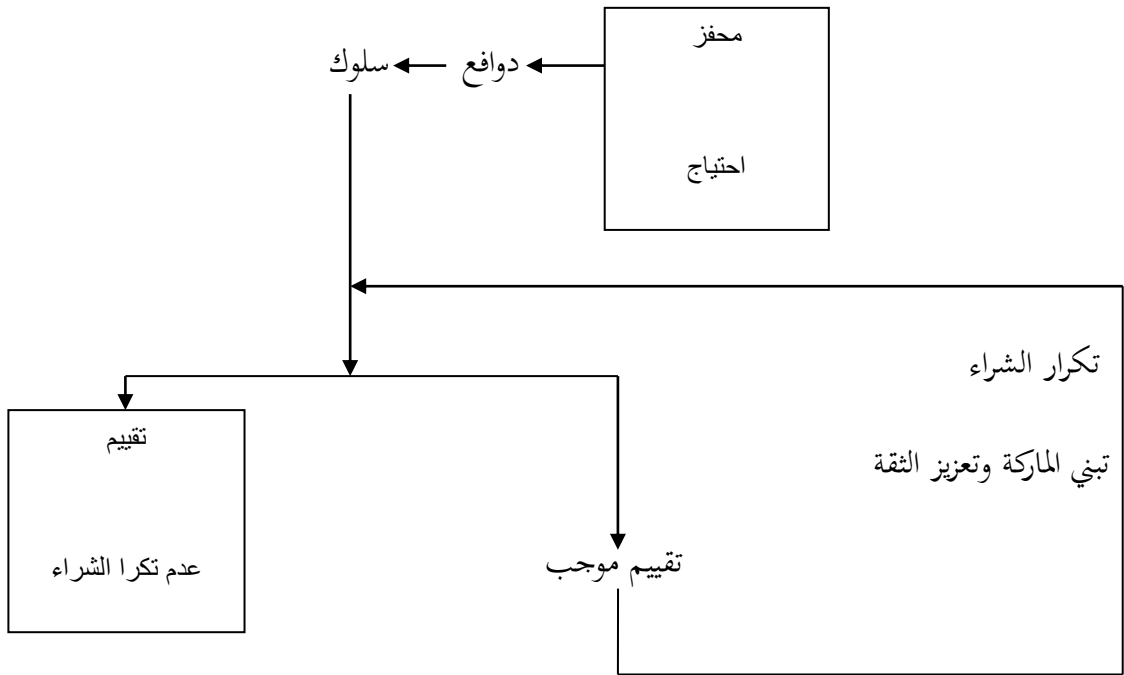 محفز
دوافع
سلوك
احتياج
تكرار الشراء
تبني الماركة وتعزيز الثقة
تقييم
عدم تكرا الشراء
تقييم موجب